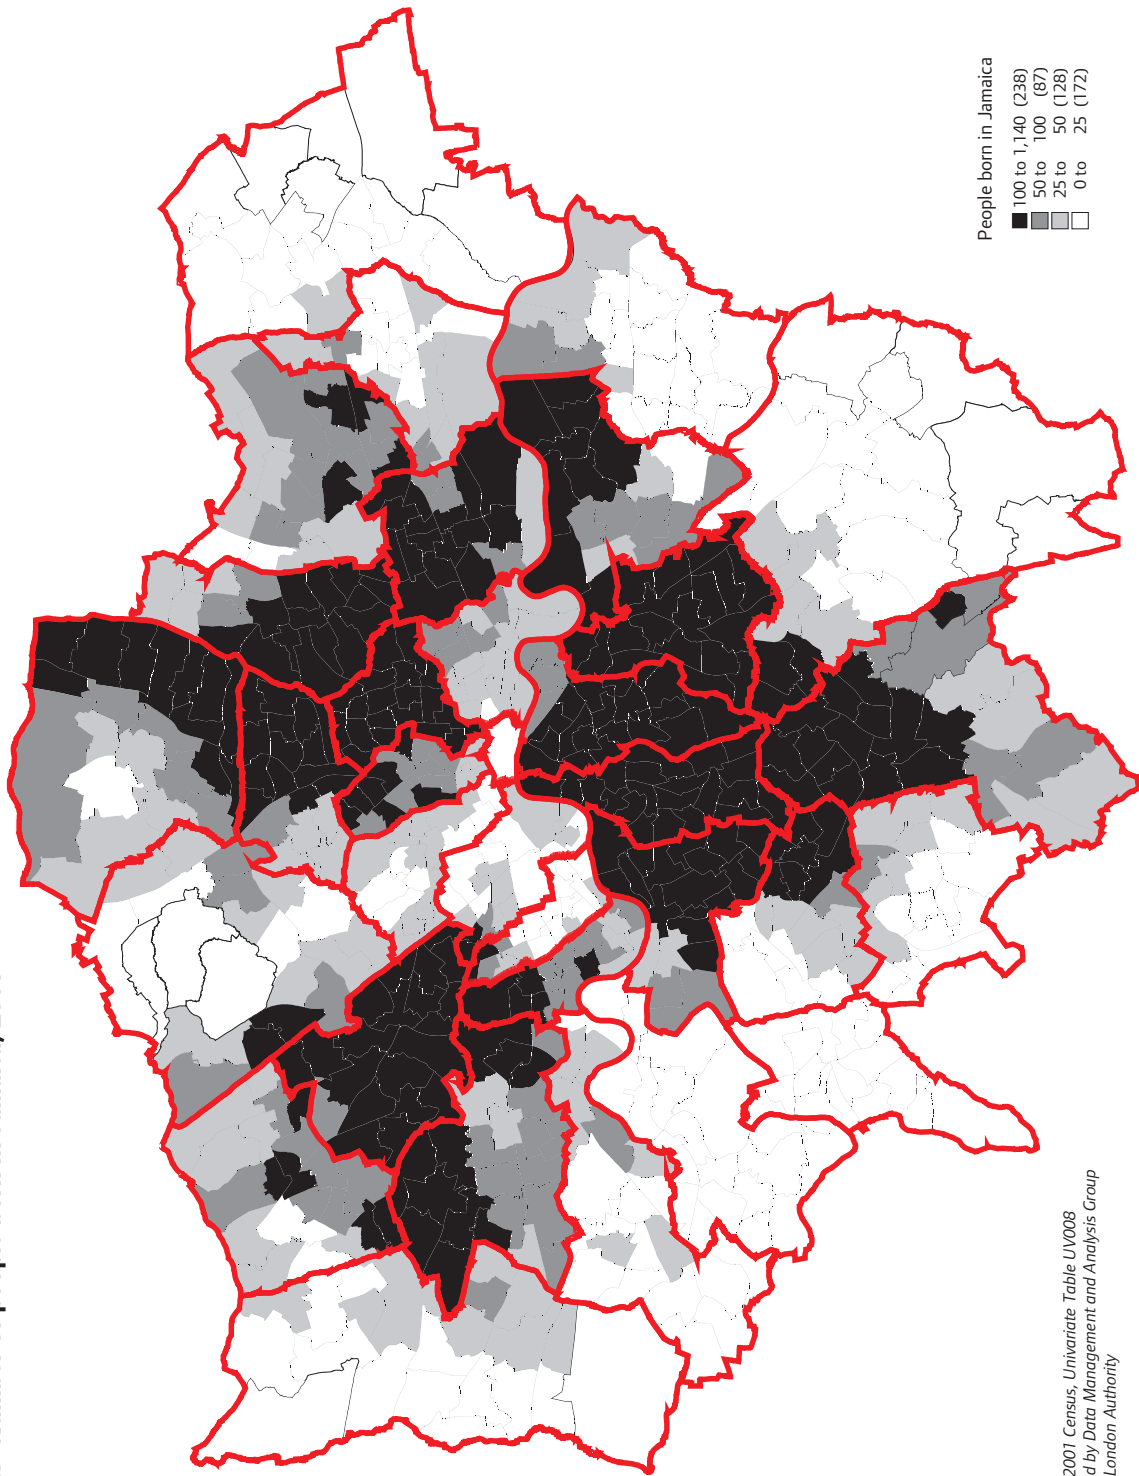 People born in Jamaica
100 to 1,140 (238)
50 to 100 (87)
25 to 50 (128)
0 to 25 (172)
2001 Census, Univariate Table UV008
d by Data Management and Analysis Group
London Authority